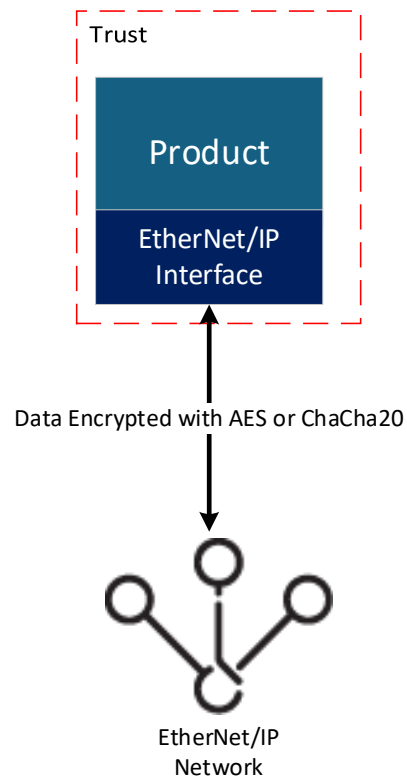 Trust
Product
EtherNet/IP
Interface
Data Encrypted with AES or ChaCha20
EtherNet/IP
Network